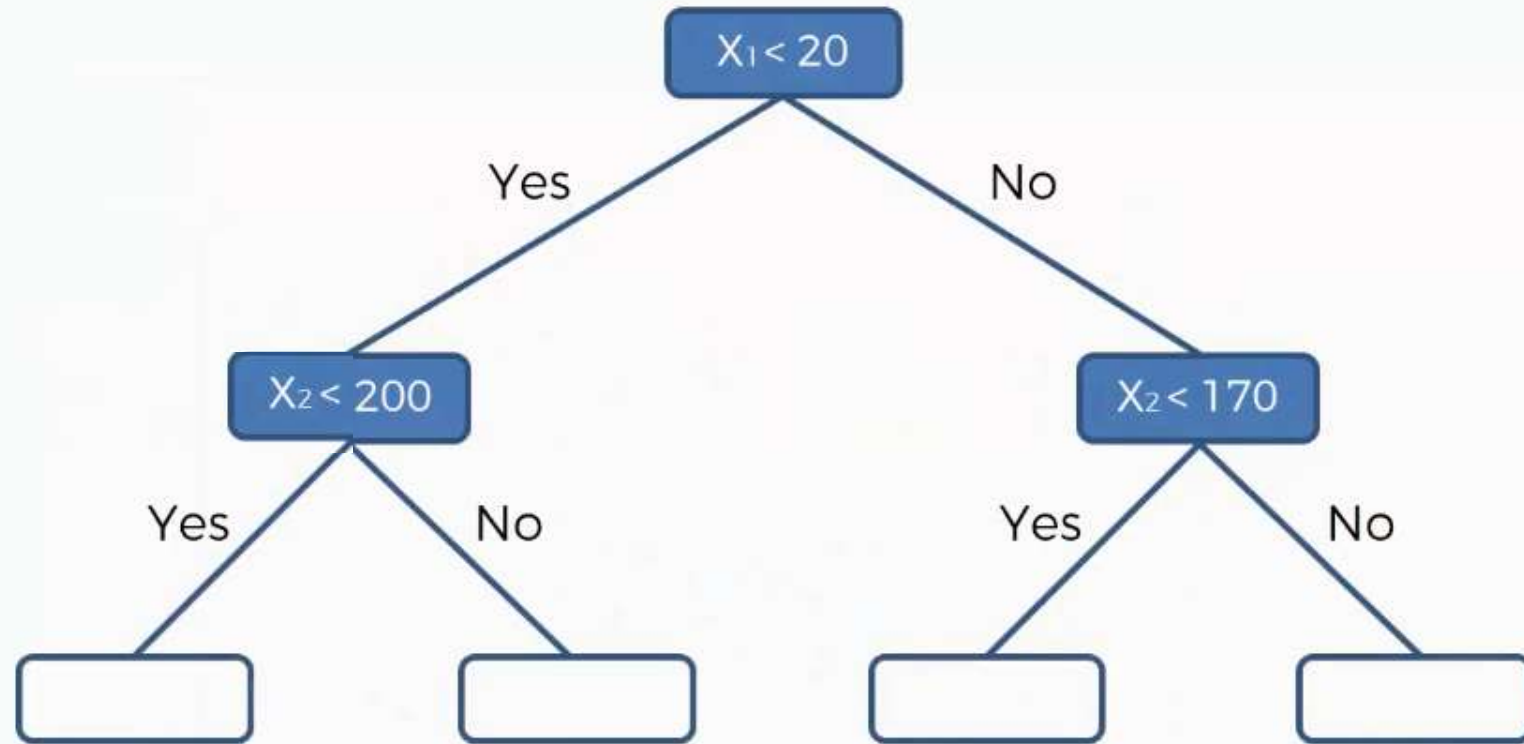 X₁ < 20
Yes
No
X₂ < 200
X₂ < 170
Yes
No
Yes
No